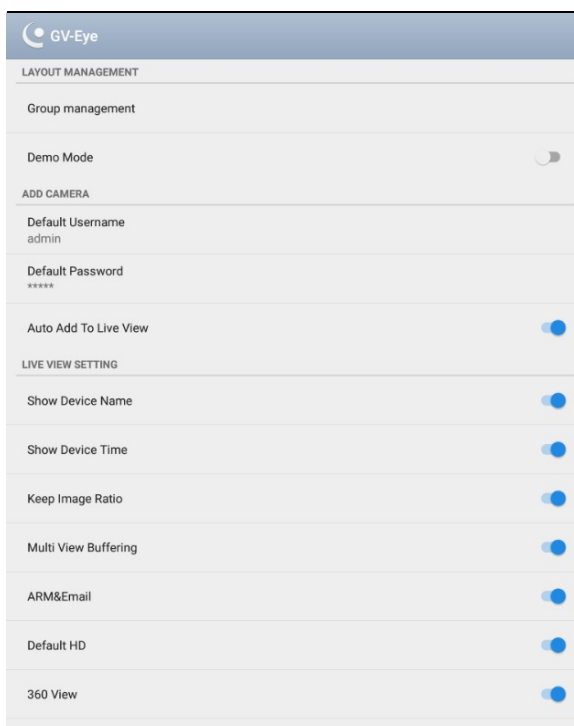 GV-Eye
LAYOUT MANAGEMENT
Group management
Demo Mode
ADD CAMERA
Default Username
admin
Default Password
*****
Auto Add To Live View
LIVE VIEW SETTING
Show Device Name
Show Device Time
Keep Image Ratio
Multi View Buffering
ARM&Email
Default HD
360 View